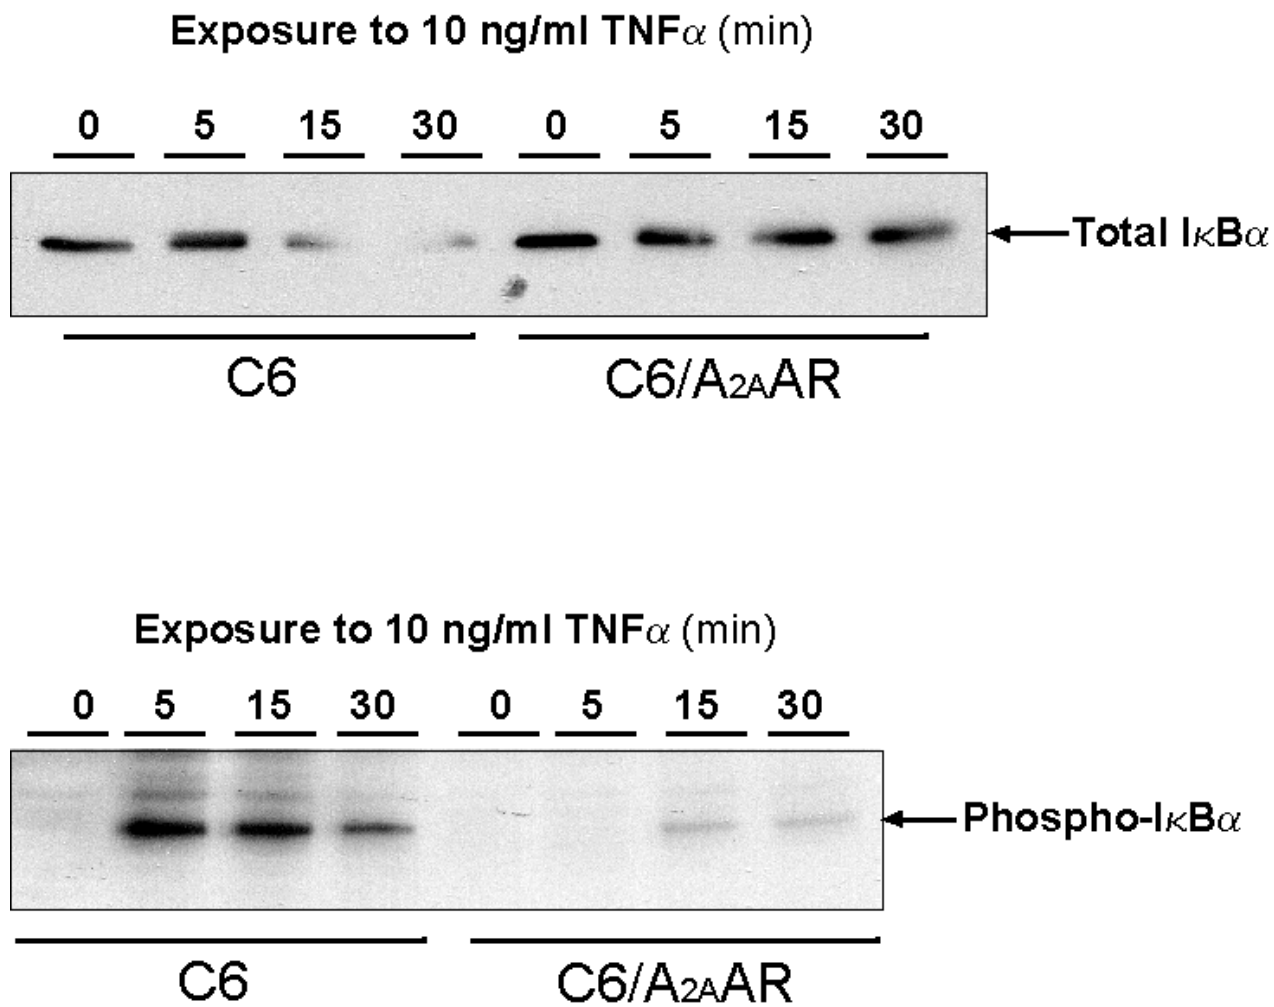 Exposure to 10 ng/ml TNFα (min)
0 5 15 30 0 5 15 30
Total IκBα
C6 C6/A2AAR
Exposure to 10 ng/ml TNFα (min)
0 5 15 30 0 5 15 30
Phospho-IκBα
C6 C6/A2AAR